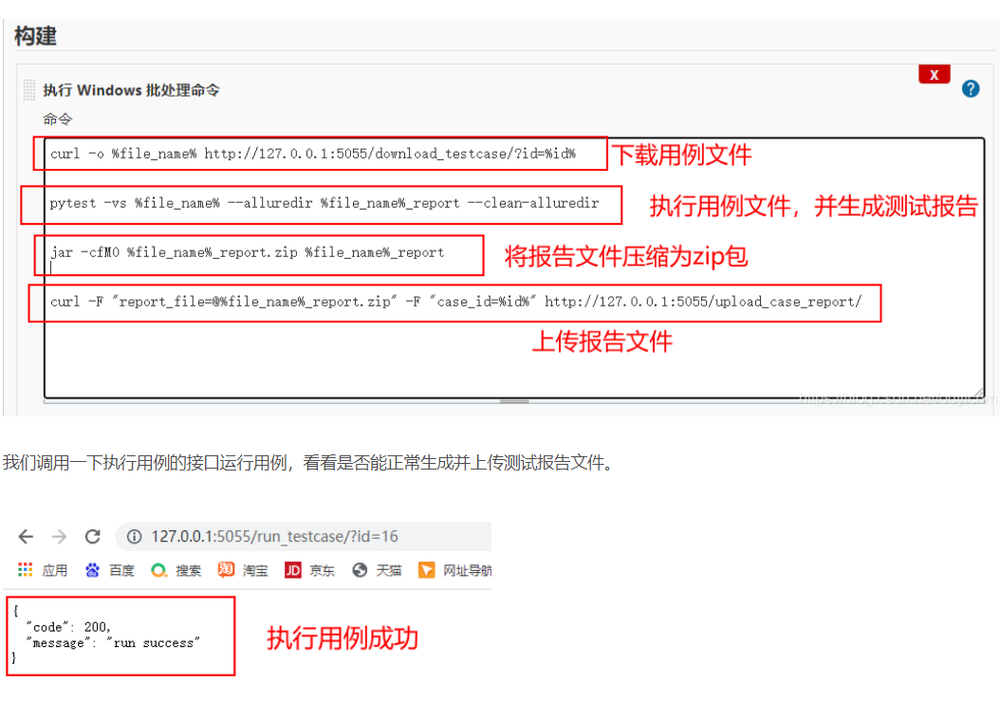 构建
执行 Windows 批处理命令
X
?
命令
curl -o %file_name% http://127.0.0.1:5055/download_testcase/?id=%id%
下载用例文件
pytest -vs %file_name% --alluredir %file_name%_report --clean-alluredir
执行用例文件，并生成测试报告
jar -cfM0 %file_name%_report.zip %file_name%_report
将报告文件压缩为zip包
curl -F "report_file=@%file_name%_report.zip" -F "case_id=%id%" http://127.0.0.1:5055/upload_case_report/
上传报告文件
我们调用一下执行用例的接口运行用例，看看是否能正常生成并上传测试报告文件。
127.0.0.1:5055/run_testcase/?id=16
应用 百度 搜索 淘 淘宝 JD 京东 天猫 网址导航
{
"code": 200,
"message": "run success"
}
执行用例成功